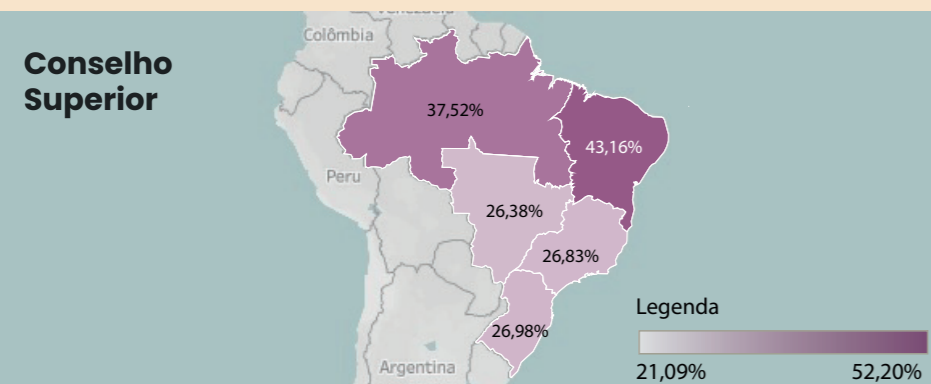 Venezuela
Colômbia
Conselho
Superior
37,52%
43,16%
Peru
26,38%
26,83%
Legenda
26,98%
Argentina
21,09%
52,20%